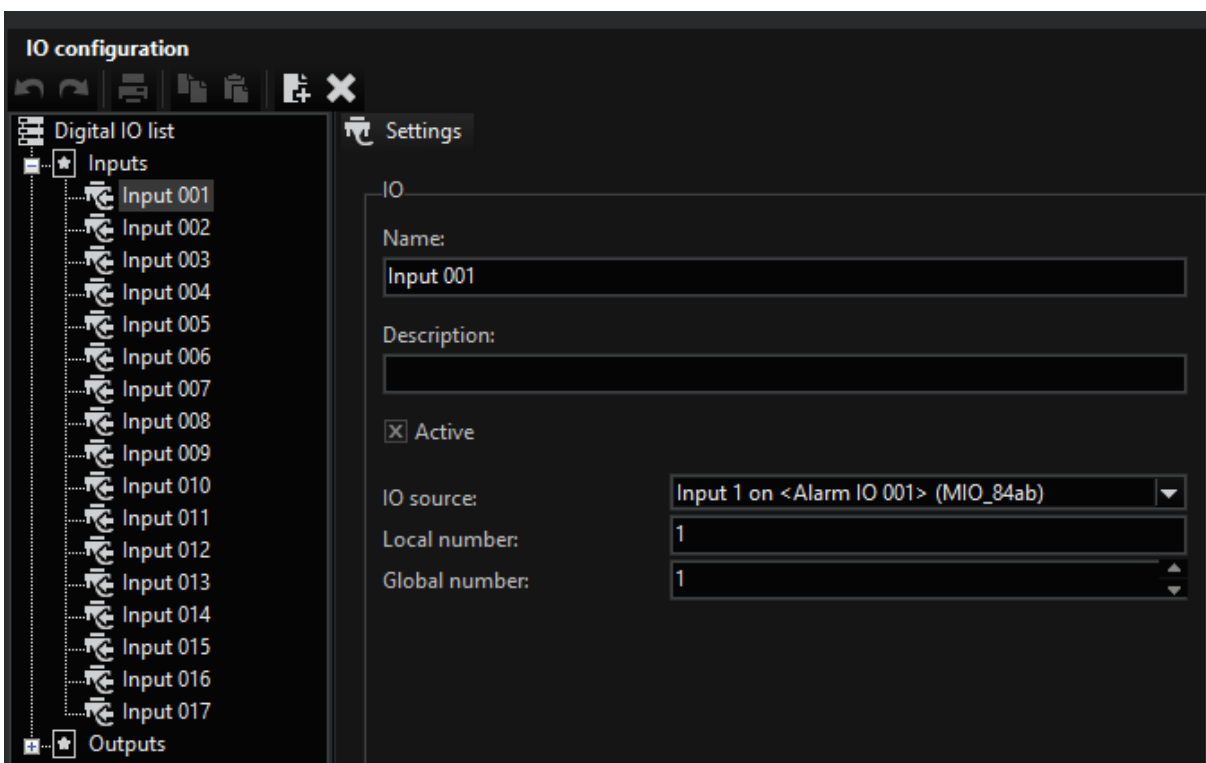 IO configuration
Digital IO list
Inputs
Input 001
Input 002
Input 003
Input 004
Input 005
Input 006
Input 007
Input 008
Input 009
Input 010
Input 011
Input 012
Input 013
Input 014
Input 015
Input 016
Input 017
Outputs
Settings
IO
Name:
Input 001
Description:
Active
IO source: Input 1 on <Alarm IO 001> (MIO_84ab)
Local number: 1
Global number: 1